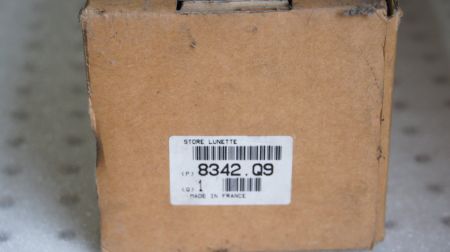 STORE LUNETTE
(P) 8342.Q9
(Q) 1
MADE IN FRANCE